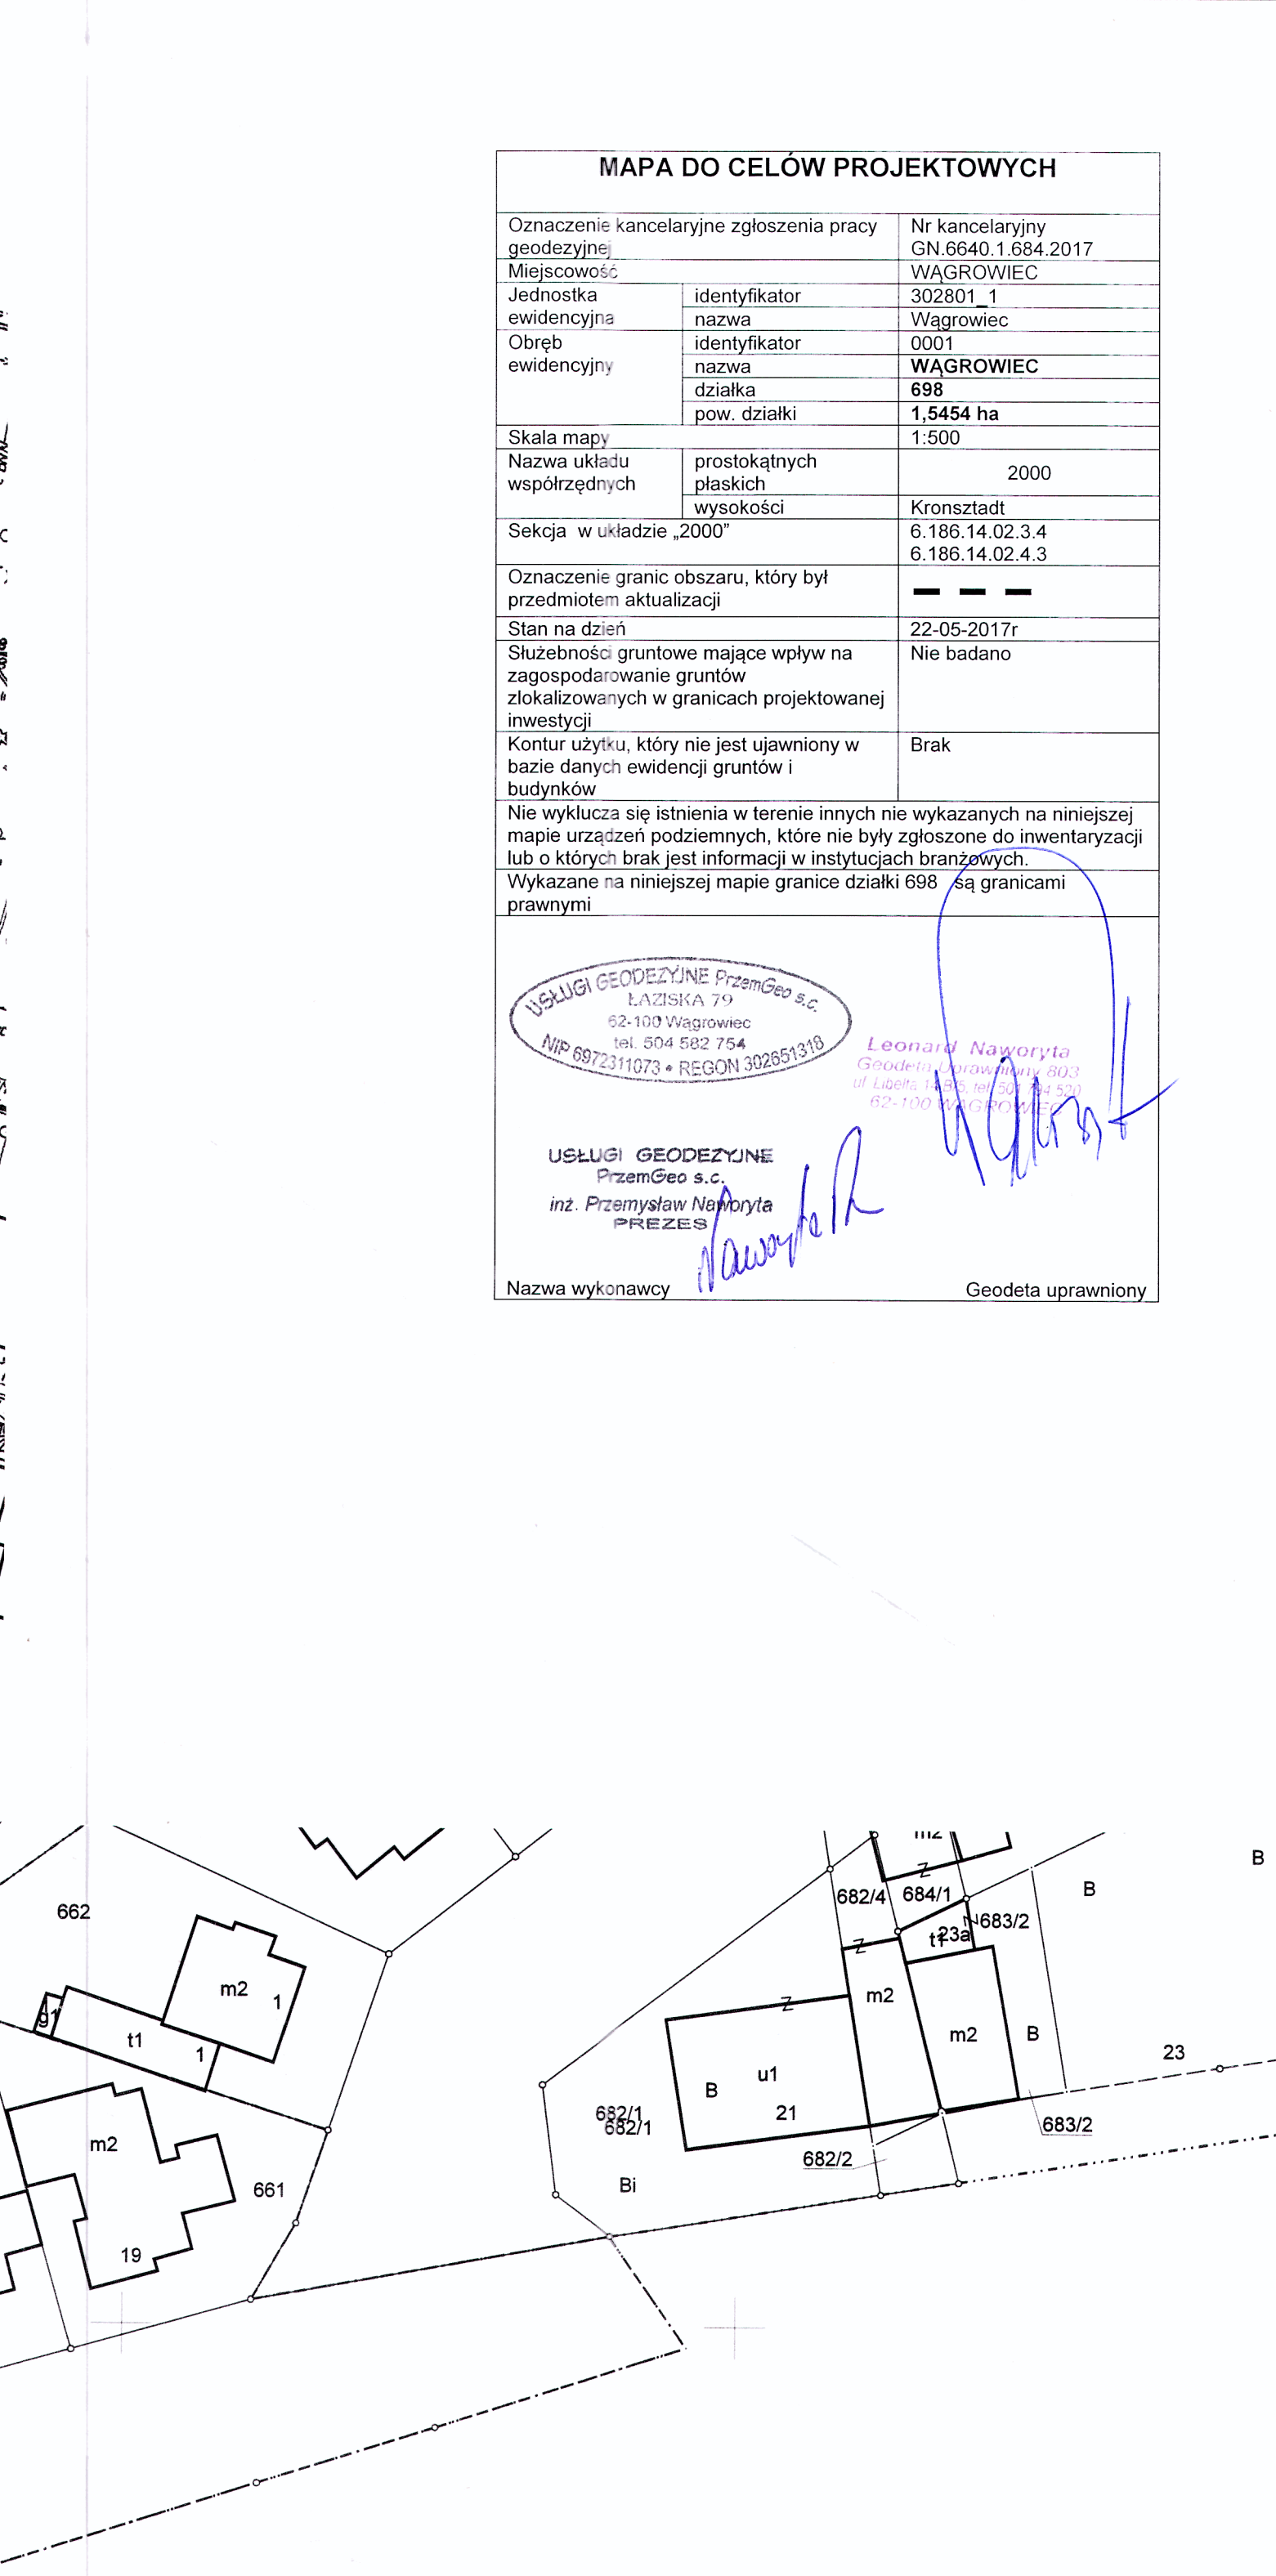 MAPA DO CELÓW PROJEKTOWYCH
Oznaczenie kancelaryjne zgłoszenia pracy geodezyjnej
Nr kancelaryjny
GN.6640.1.684.2017
Miejscowość
WĄGROWIEC
Jednostka ewidencyjna
identyfikator
302801_1
nazwa
Wągrowiec
Obręb ewidencyjny
identyfikator
0001
nazwa
WĄGROWIEC
działka
698
pow. działki
1,5454 ha
Skala mapy
1:500
Nazwa układu współrzędnych
prostokątnych płaskich
2000
wysokości
Kronsztadt
Sekcja w układzie „2000”
6.186.14.02.3.4
6.186.14.02.4.3
Oznaczenie granic obszaru, który był
przedmiotem aktualizacji
Stan na dzień
22-05-2017r
Służebności gruntowe mające wpływ na
zagospodarowanie gruntów
zlokalizowanych w granicach projektowanej
inwestycji
Nie badano
Kontur użytku, który nie jest ujawniony w
bazie danych ewidencji gruntów i
budynków
Brak
Nie wyklucza się istnienia w terenie innych nie wykazanych na niniejszej
mapie urządzeń podziemnych, które nie były zgłoszone do inwentaryzacji
lub o których brak jest informacji w instytucjach branżowych.
Wykazane na niniejszej mapie granice działki 698 są granicami
prawnymi
USŁUGI GEODEZYJNE PrzemGeo s.c.
ŁAZISKA 79
62-100 Wągrowiec
tel. 504 582 754
NIP 6972311073 • REGON 302651318
Leonard Naworyta
Geodeta Uprawniony 803
62-100 WĄGROWIEC
USŁUGI GEODEZYJNE
PrzemGeo s.c.
inż. Przemysław Naworyta
PREZES
Naworyta P
Nazwa wykonawcy
Geodeta uprawniony
m2
B
B
682/4
684/1
662
683/2
t1
23a
m2
1
m2
g1
t1
1
m2
B
23
u1
B
21
682/1
682/1
683/2
m2
682/2
661
Bi
19